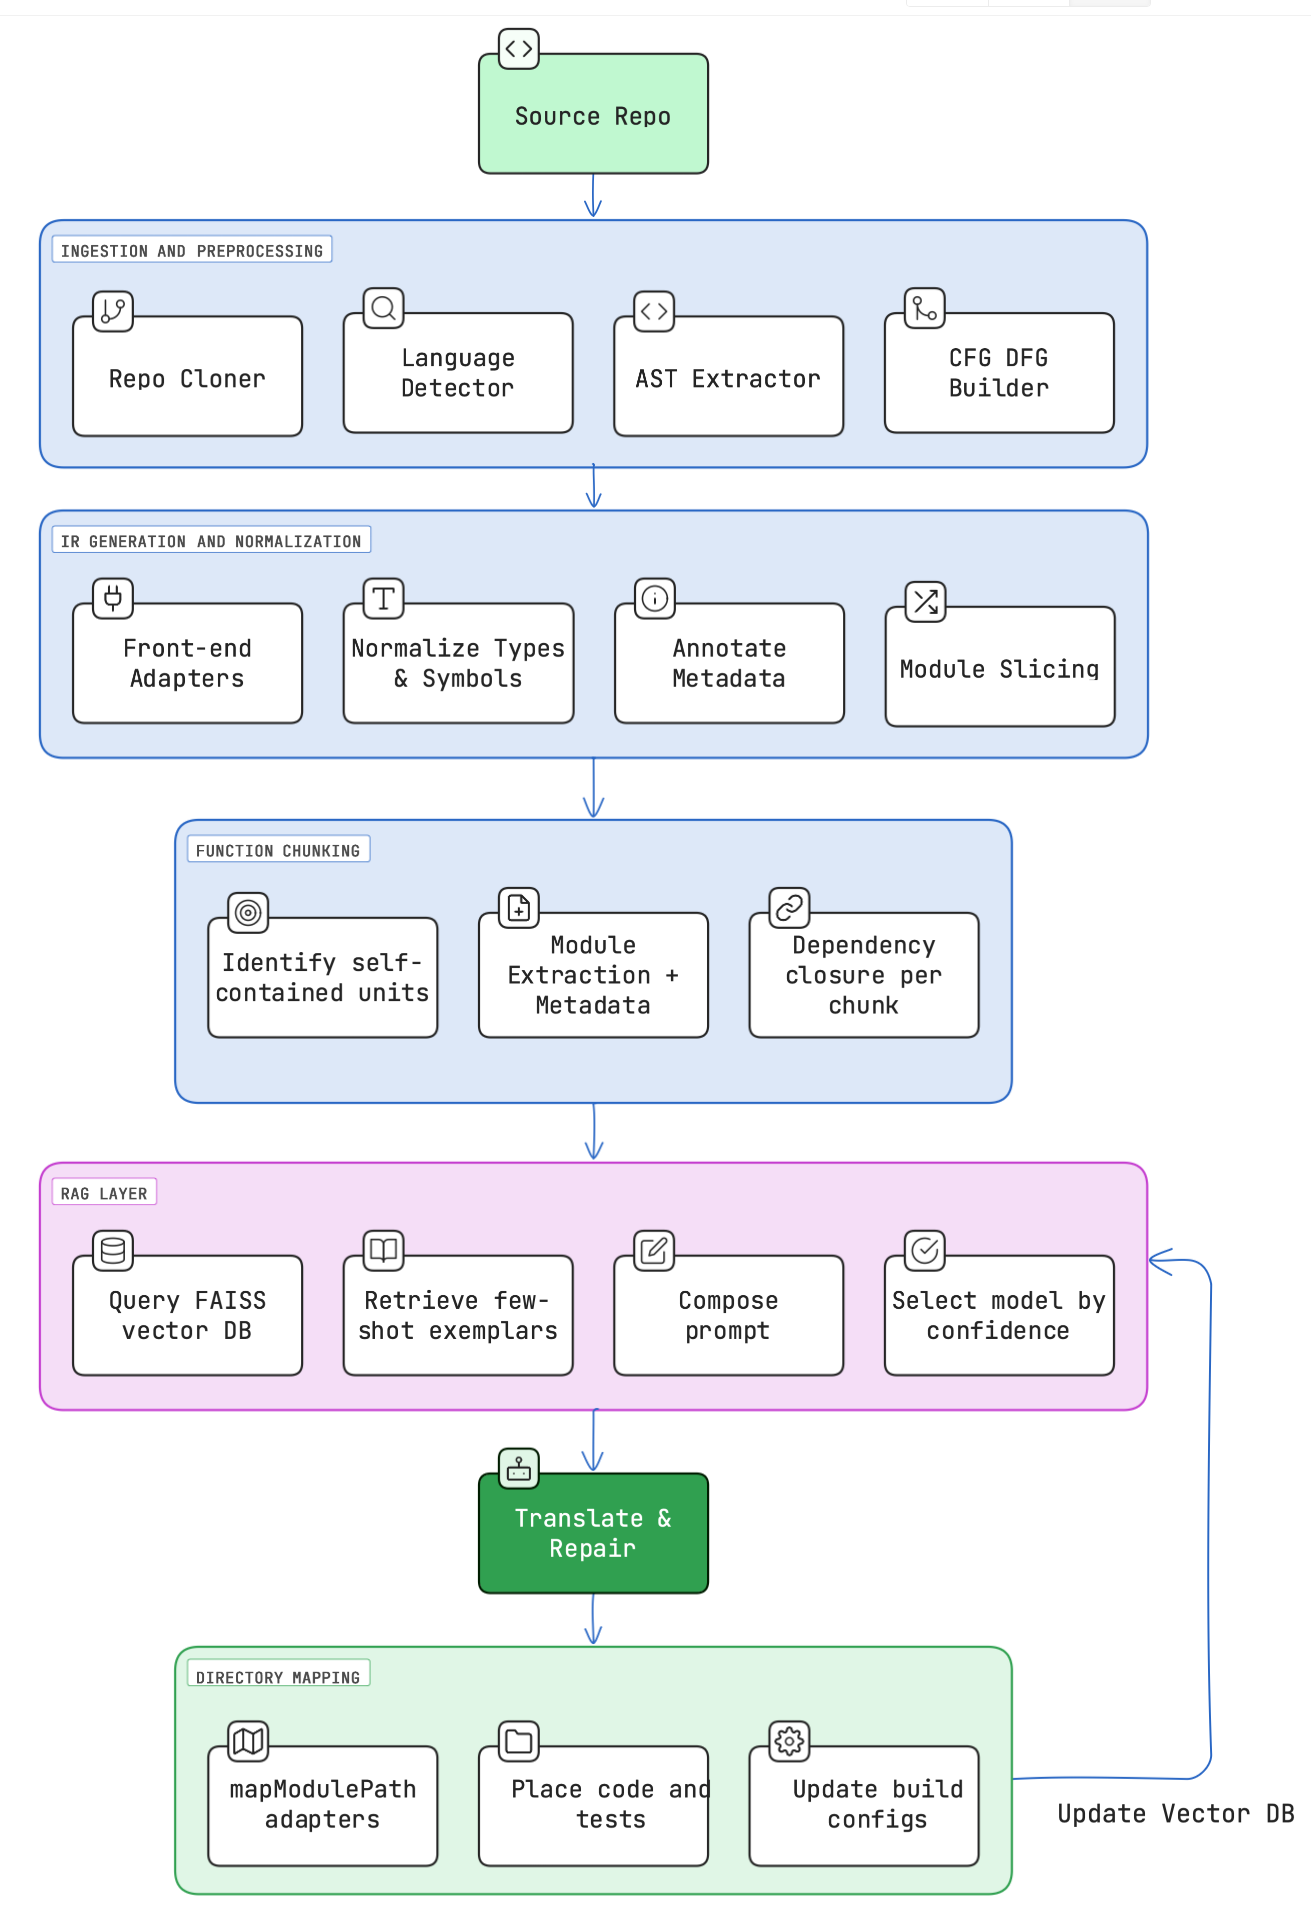 Source Repo
INGESTION AND PREPROCESSING
Repo Cloner
Language
Detector
AST Extractor
CFG DFG
Builder
IR GENERATION AND NORMALIZATION
Front-end
Adapters
Normalize Types
& Symbols
Annotate
Metadata
Module Slicing
FUNCTION CHUNKING
Identify self-
contained units
Module
Extraction +
Metadata
Dependency
closure per
chunk
RAG LAYER
Query FAISS
vector DB
Retrieve few-
shot exemplars
Compose
prompt
Select model by
confidence
Translate &
Repair
DIRECTORY MAPPING
mapModulePath
adapters
Place code and
tests
Update build
configs
Update Vector DB